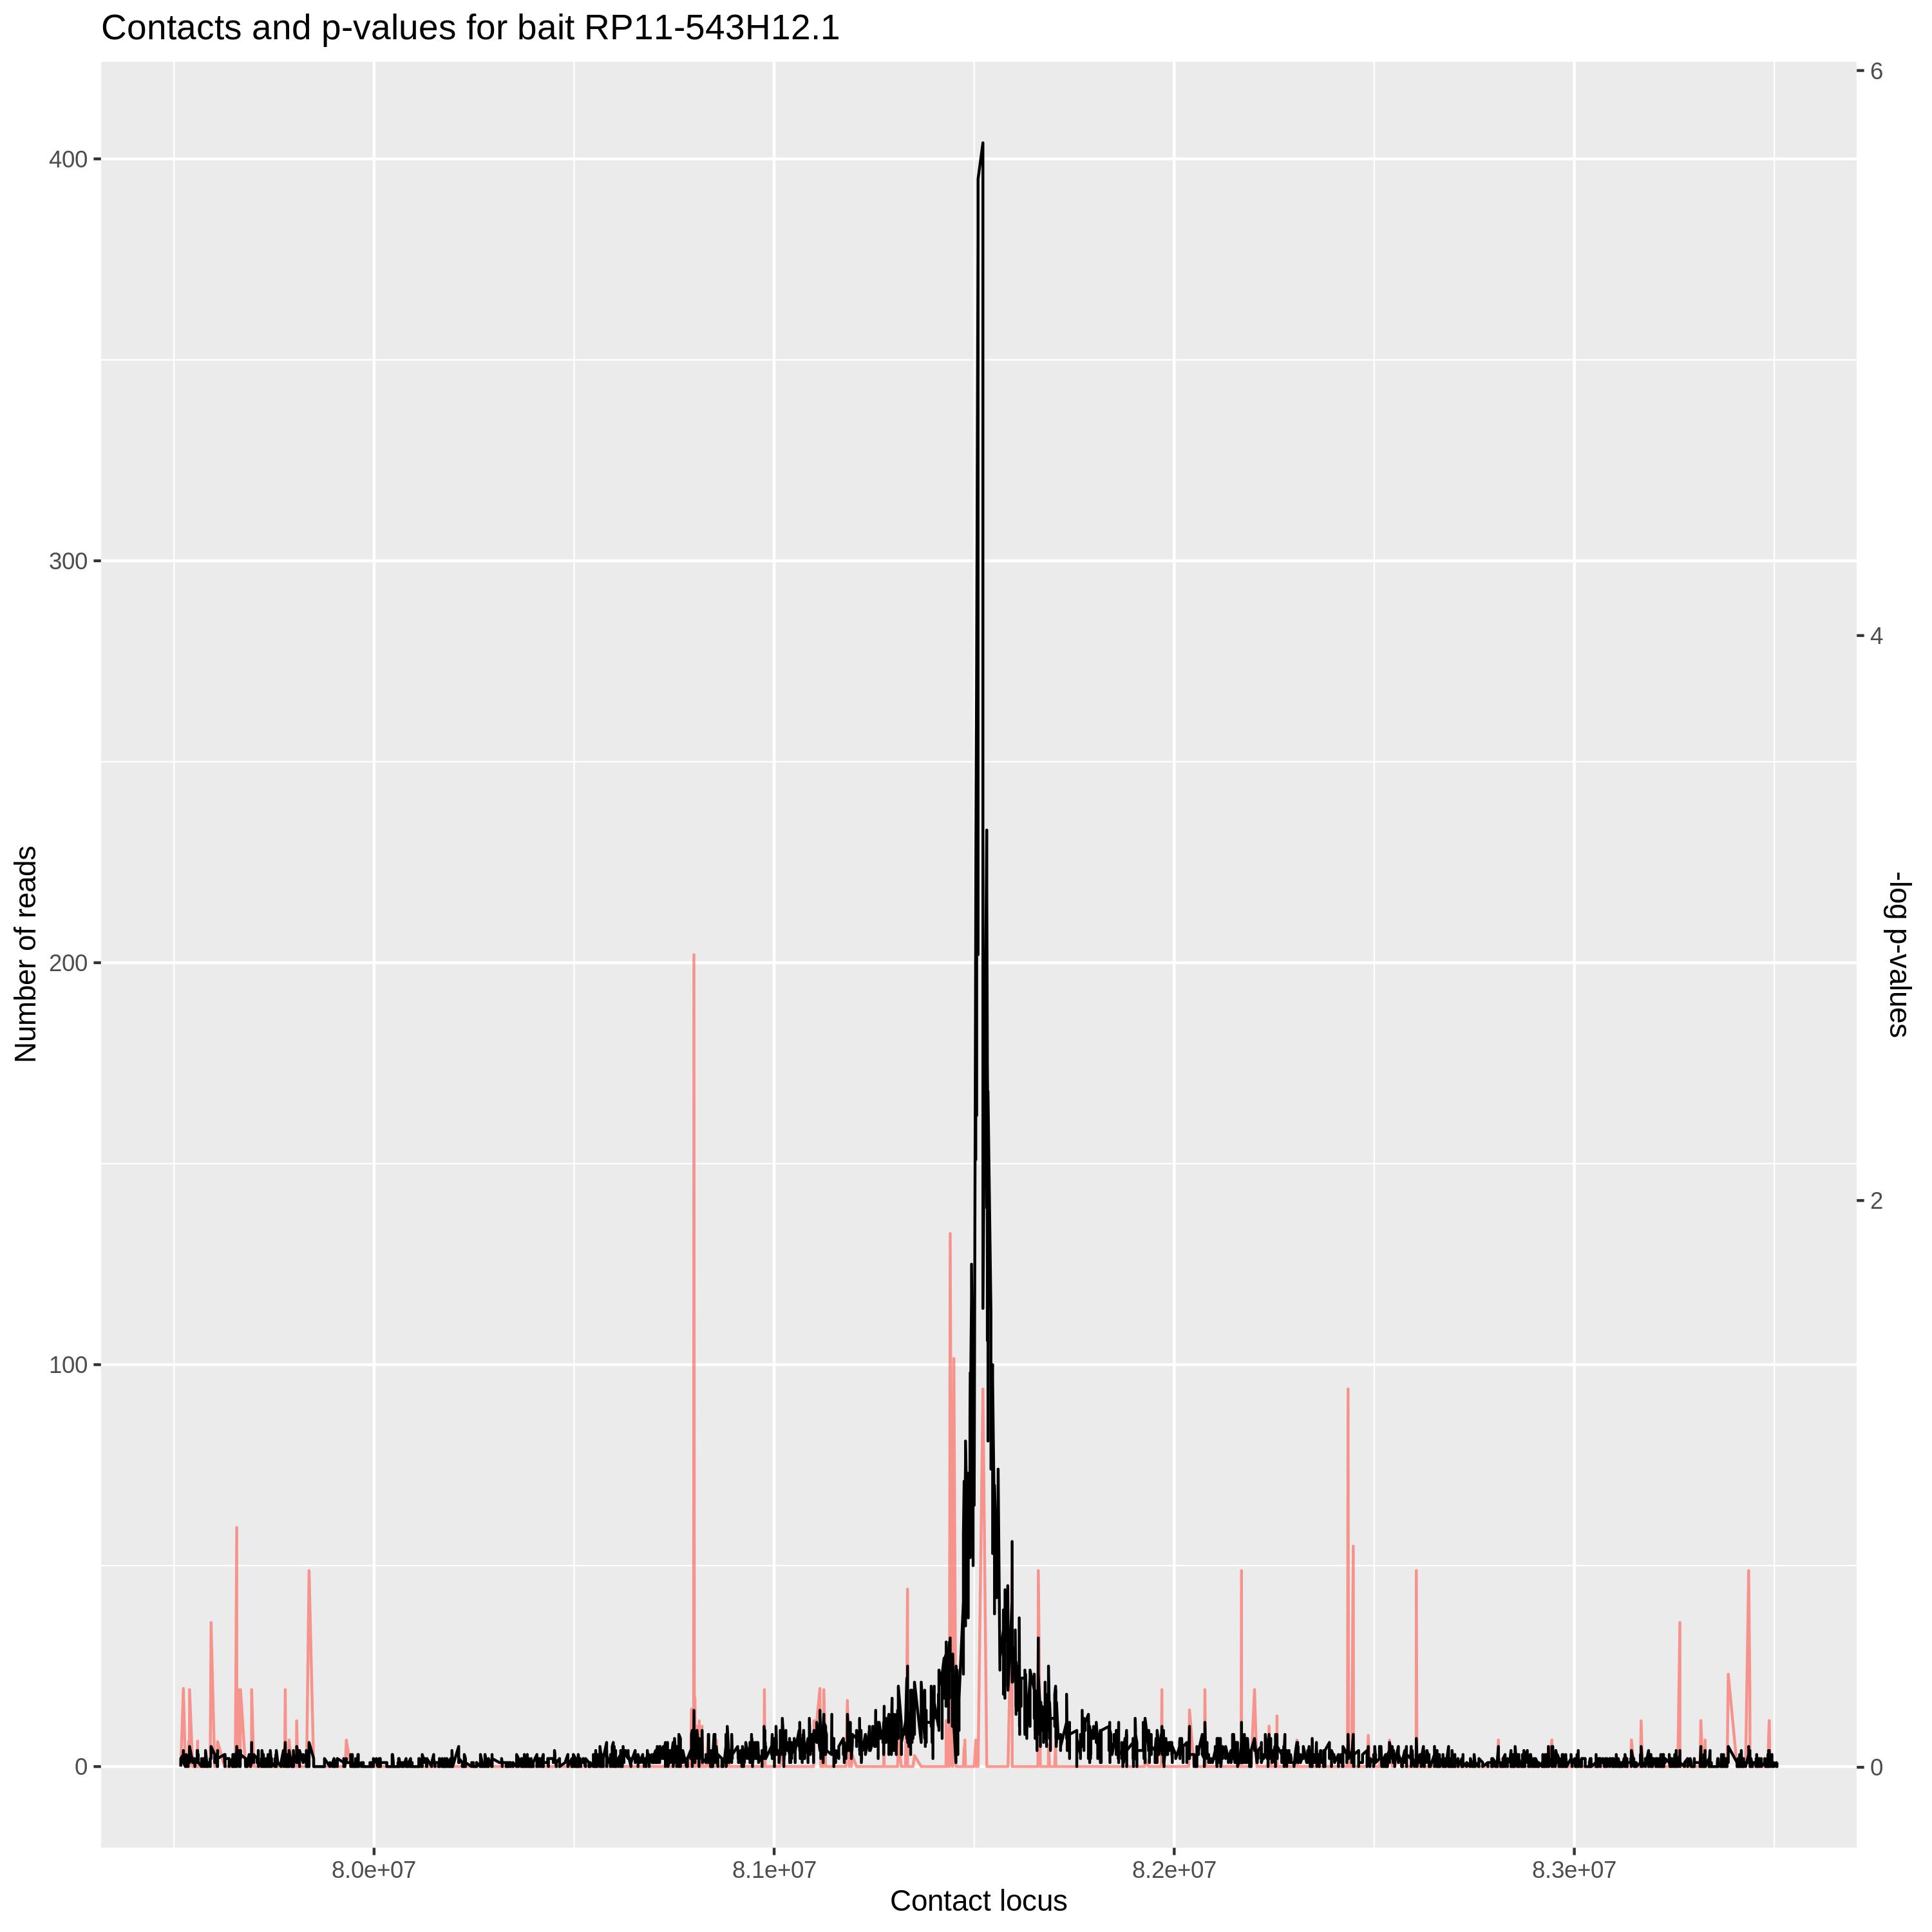 Contacts and p-values for bait RP11-543H12.1
6
400
300
4
Number of reads
200
-log p-values
2
100
0
0
8.0e+07
8.1e+07
8.2e+07
8.3e+07
Contact locus